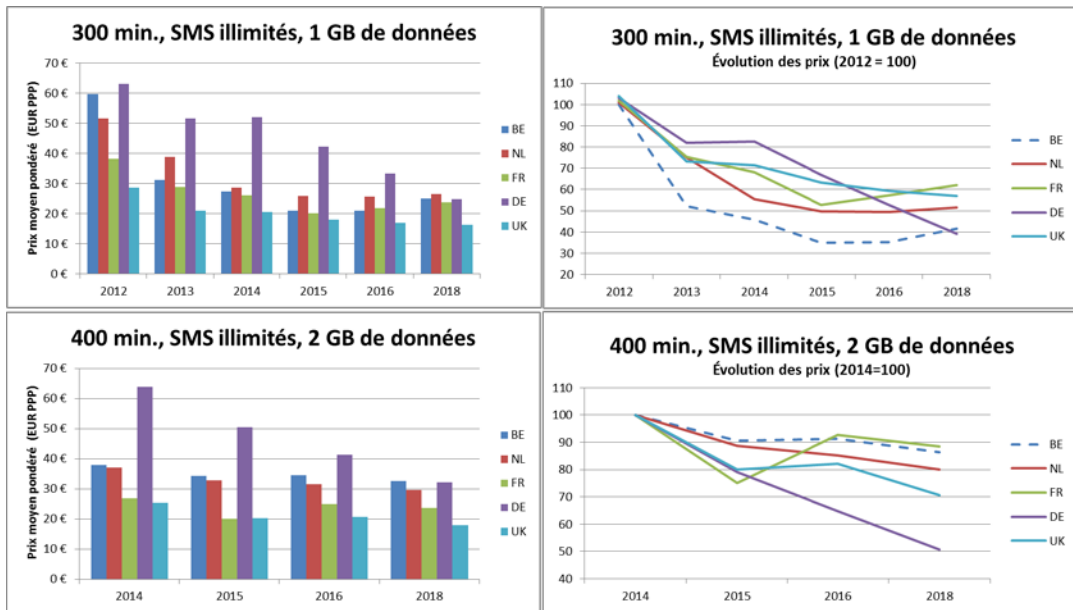 300 min., SMS illimités, 1 GB de données
Prix moyen pondéré (EUR PPP)
70 €
60 €
50 €
40 €
30 €
20 €
10 €
0 €
2012 2013 2014 2015 2016 2018
BE
NL
FR
DE
UK
300 min., SMS illimités, 1 GB de données
Évolution des prix (2012 = 100)
110
100
90
80
70
60
50
40
30
20
2012 2013 2014 2015 2016 2018
BE
NL
FR
DE
UK
400 min., SMS illimités, 2 GB de données
Prix moyen pondéré (EUR PPP)
70 €
60 €
50 €
40 €
30 €
20 €
10 €
0 €
2014 2015 2016 2018
BE
NL
FR
DE
UK
400 min., SMS illimités, 2 GB de données
Évolution des prix (2014=100)
110
100
90
80
70
60
50
40
2014 2015 2016 2018
BE
NL
FR
DE
UK